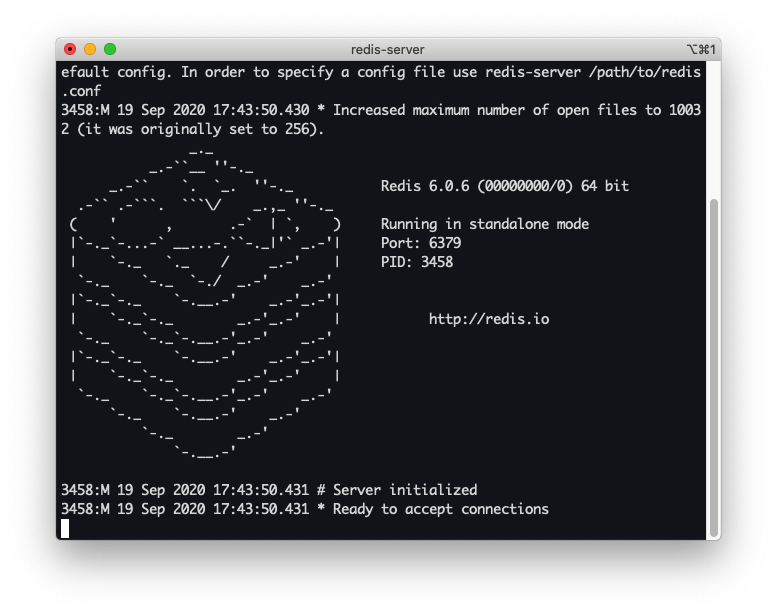 redis-server
⌥⌘1
efault config. In order to specify a config file use redis-server /path/to/redis
.conf
3458:M 19 Sep 2020 17:43:50.430 * Increased maximum number of open files to 1003
2 (it was originally set to 256).
Redis 6.0.6 (00000000/0) 64 bit
Running in standalone mode
Port: 6379
PID: 3458
http://redis.io
3458:M 19 Sep 2020 17:43:50.431 # Server initialized
3458:M 19 Sep 2020 17:43:50.431 * Ready to accept connections